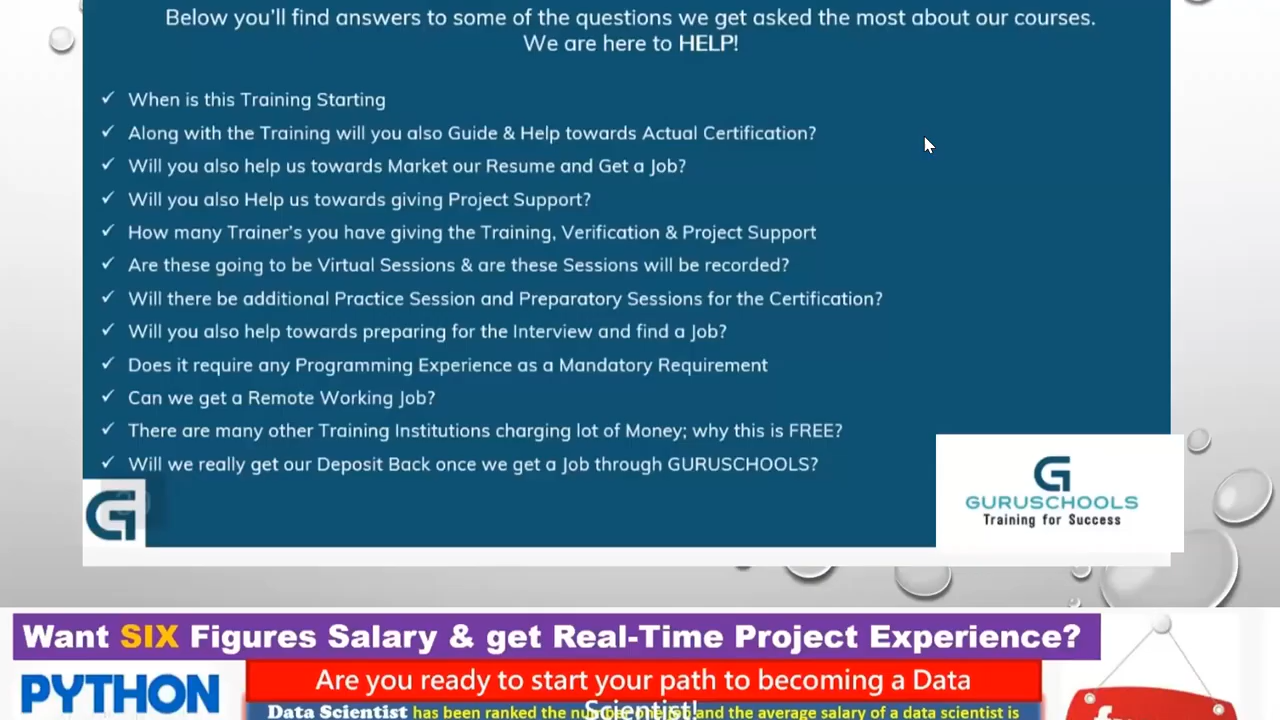 Below you'll find answers to some of the questions we get asked the most about our courses.
We are here to HELP!
✓ When is this Training Starting
✓ Along with the Training will you also Guide & Help towards Actual Certification?
✓ Will you also help us towards Market our Resume and Get a Job?
✓ Will you also Help us towards giving Project Support?
✓ How many Trainer's you have giving the Training, Verification & Project Support
✓ Are these going to be Virtual Sessions & are these Sessions will be recorded?
✓ Will there be additional Practice Session and Preparatory Sessions for the Certification?
✓ Will you also help towards preparing for the Interview and find a Job?
✓ Does it require any Programming Experience as a Mandatory Requirement
✓ Can we get a Remote Working Job?
✓ There are many other Training Institutions charging lot of Money; why this is FREE?
✓ Will we really get our Deposit Back once we get a Job through GURUSCHOOLS?
GURUSCHOOLS
Training for Success
Want SIX Figures Salary & get Real-Time Project Experience?
PYTHON
Are you ready to start your path to becoming a Data
Scientist!
Data Scientist has been ranked the number one and the average salary of a data scientist is